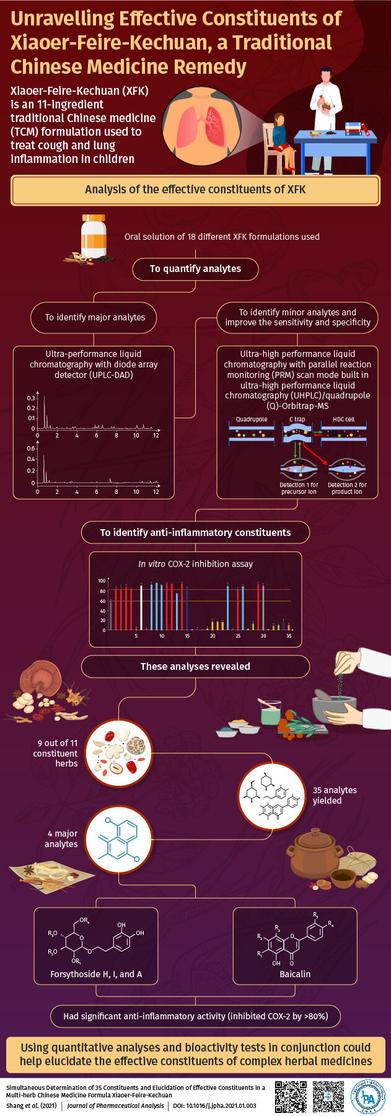 Unravelling Effective Constituents of
Xiaoer-Feire-Kechuan, a Traditional
Chinese Medicine Remedy
Xiaoer-Feire-Kechuan (XFK)
is an 11-ingredient
traditional Chinese medicine
(TCM) formulation used to
treat cough and lung
inflammation in children
Analysis of the effective constituents of XFK
Oral solution of 18 different XFK formulations used
To quantify analytes
To identify major analytes
To identify minor analytes and
improve the sensitivity and specificity
Ultra-performance liquid
chromatography with diode array
detector (UPLC-DAD)
0.3
0.2
0.1
0
0 2 4 6 8 10 12
0.6
0.4
0.2
0
0 2 4 6 8 10 12
Ultra-high performance liquid
chromatography with parallel reaction
monitoring (PRM) scan mode built in
ultra-high performance liquid
chromatography (UHPLC)/quadrupole
(Q)-Orbitrap-MS
Quadrupole C trap HDC cell
Detection 1 for
precursor ion
Detection 2 for
product ion
To identify anti-inflammatory constituents
In vitro COX-2 inhibition assay
100
80
60
40
20
0
5 10 15 20 25 30 35
These analyses revealed
9 out of 11
constituent
herbs
35 analytes
yielded
4 major
analytes
Forsythoside H, I, and A
Baicalin
Had significant anti-inflammatory activity (inhibited COX-2 by >80%)
Using quantitative analyses and bioactivity tests in conjunction could
help elucidate the effective constituents of complex herbal medicines
Simultaneous Determination of 35 Constituents and Elucidation of Effective Constituents in a
Multi-herb Chinese Medicine Formula Xiaoer-Feire-Kechuan
Shang et al. (2021) | Journal of Pharmaceutical Analysis | DOI: 10.1016/j.jpha.2021.01.003